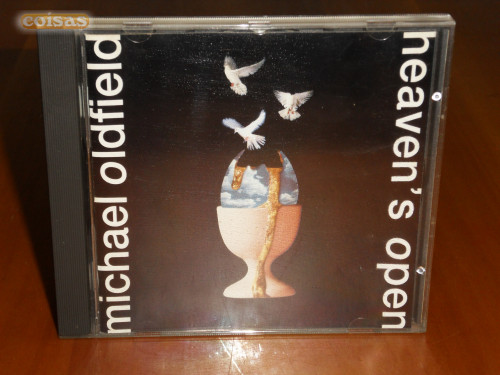 coisas
michael oldfield
heaven's open